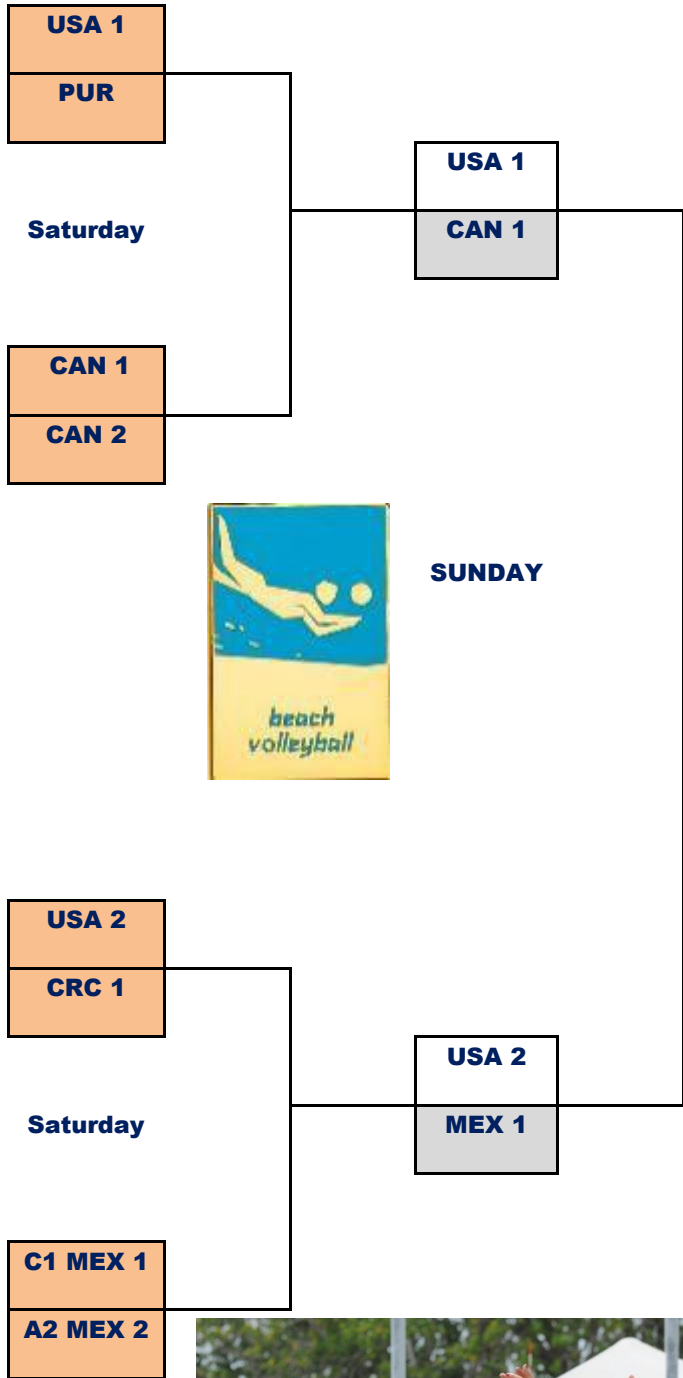 USA 1
PUR
USA 1
Saturday
CAN 1
CAN 1
CAN 2
SUNDAY
beach
volleyball
USA 2
CRC 1
USA 2
Saturday
MEX 1
C1 MEX 1
A2 MEX 2